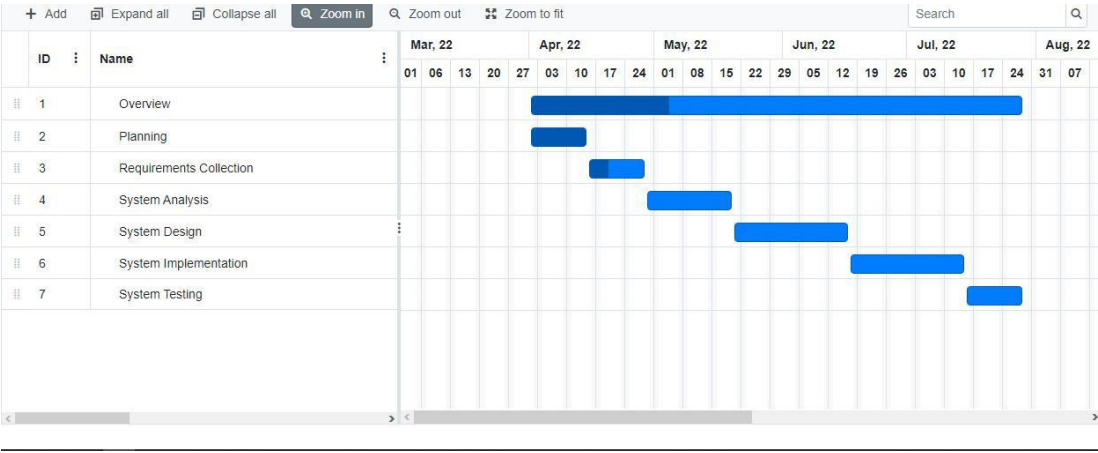 + Add Expand all Collapse all Zoom in Zoom out Zoom to fit Search
ID Name
Mar, 22 Apr, 22 May, 22 Jun, 22 Jul, 22 Aug, 22
01 06 13 20 27 03 10 17 24 01 08 15 22 29 05 12 19 26 03 10 17 24 31 07
1 Overview
2 Planning
3 Requirements Collection
4 System Analysis
5 System Design
6 System Implementation
7 System Testing